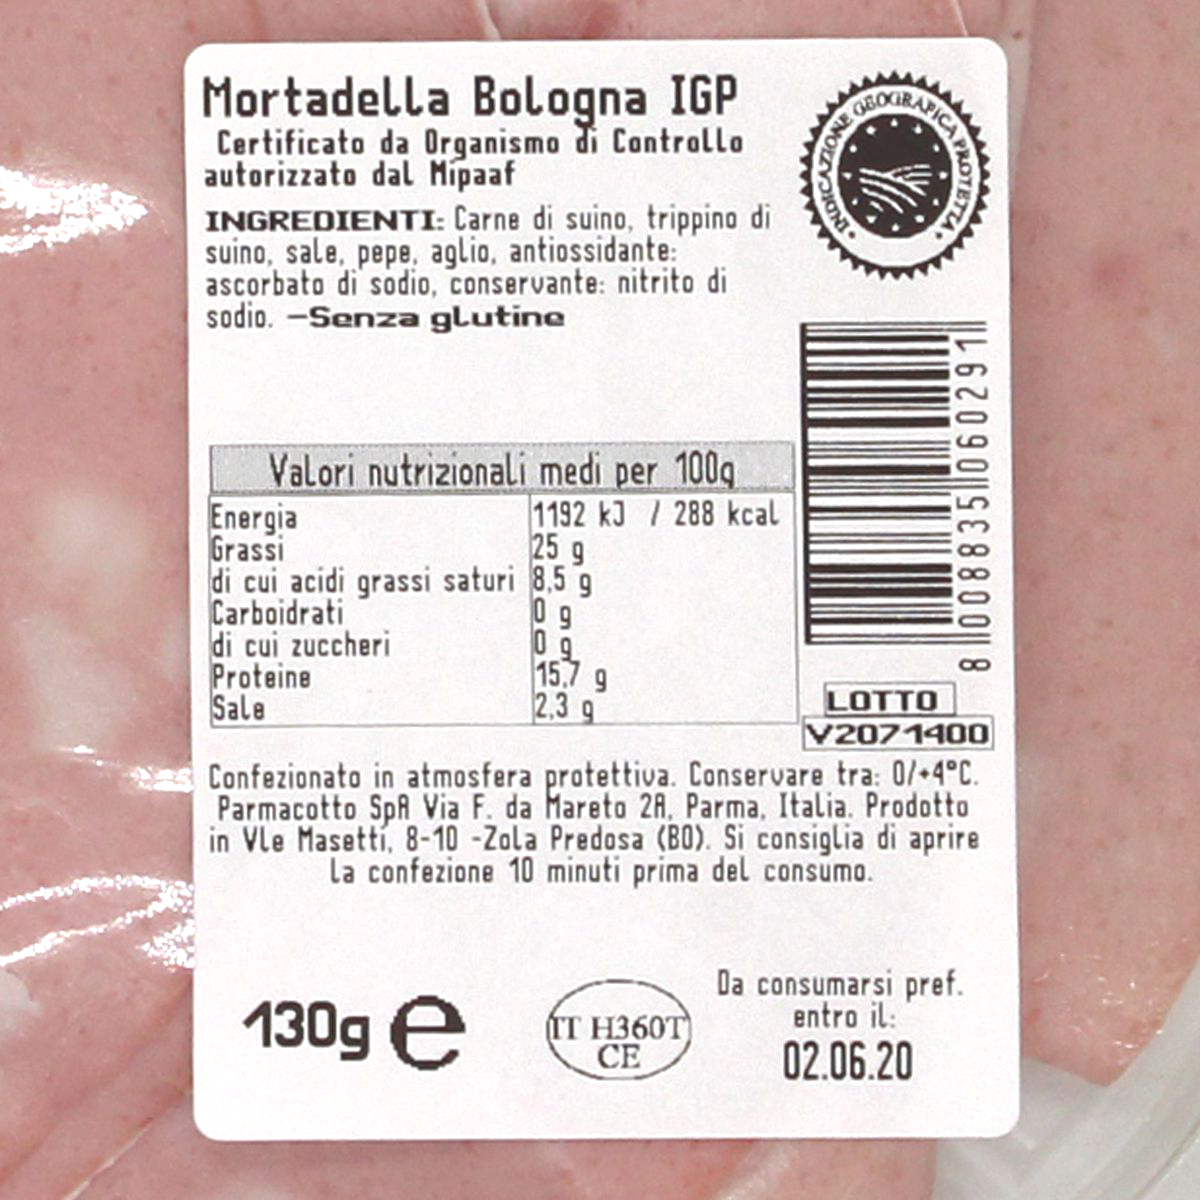 Mortadella Bologna IGP
Certificato da Organismo di Controllo
autorizzato dal Mipaaf
INDICAZIONE GEOGRAFICA PROTETTA
INGREDIENTI: Carne di suino, trippino di
suino, sale, pepe, aglio, antiossidante:
ascorbato di sodio, conservante: nitrito di
sodio. -Senza glutine
Valori nutrizionali medi per 100g
Energia 1192 kJ / 288 kcal
Grassi 25 g
di cui acidi grassi saturi 8,5 g
Carboidrati 0 g
di cui zuccheri 0 g
Proteine 15,7 g
Sale 2,3 g
8 008835 060291
LOTTO
V2071400
Confezionato in atmosfera protettiva. Conservare tra: 0/+4°C.
Parmacotto SpA Via F. da Mareto 2A, Parma, Italia. Prodotto
in Vle Masetti, 8-10 -Zola Predosa (BO). Si consiglia di aprire
la confezione 10 minuti prima del consumo.
130g e
IT H360T
CE
Da consumarsi pref.
entro il:
02.06.20